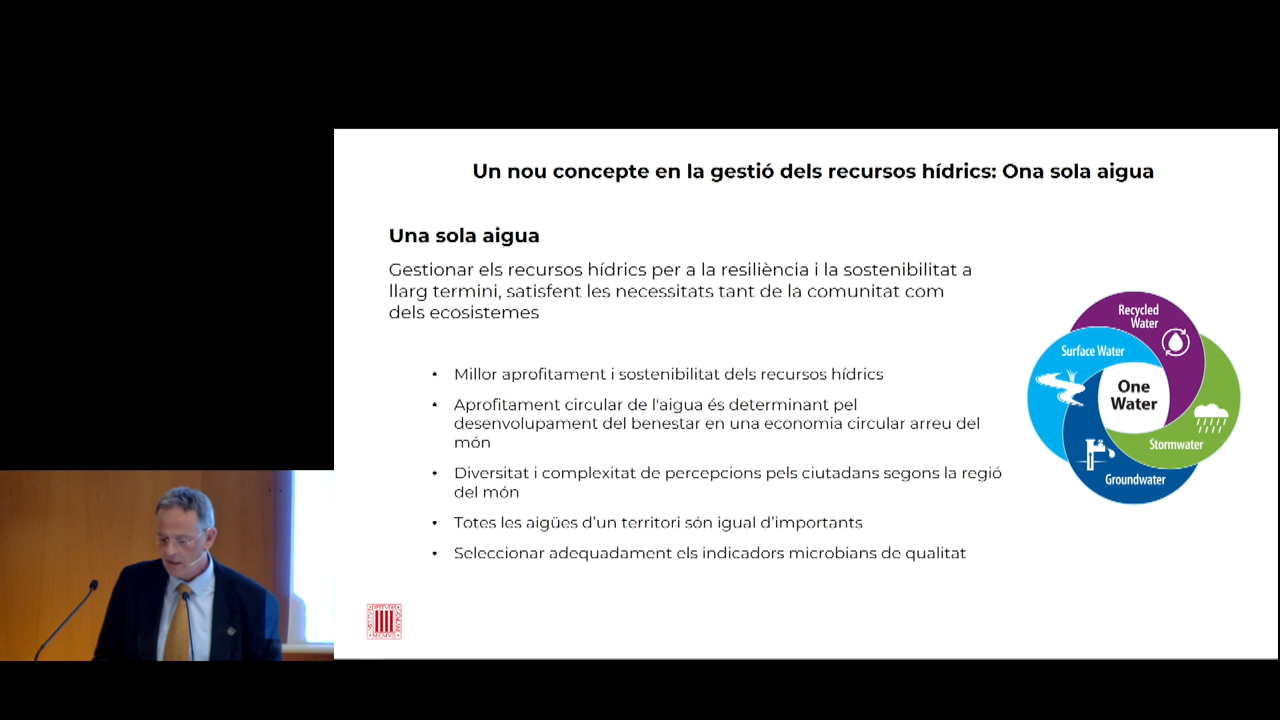 Un nou concepte en la gestió dels recursos hídrics: Ona sola aigua
Una sola aigua
Gestionar els recursos hídrics per a la resiliència i la sostenibilitat a
llarg termini, satisfent les necessitats tant de la comunitat com
dels ecosistemes
• Millor aprofitament i sostenibilitat dels recursos hídrics
• Aprofitament circular de l'aigua és determinant pel
desenvolupament del benestar en una economia circular arreu del
món
• Diversitat i complexitat de percepcions pels ciutadans segons la regió
del món
• Totes les aigües d’un territori són igual d’importants
• Seleccionar adequadament els indicadors microbians de qualitat
Recycled
Water
Surface Water
One
Water
Stormwater
Groundwater